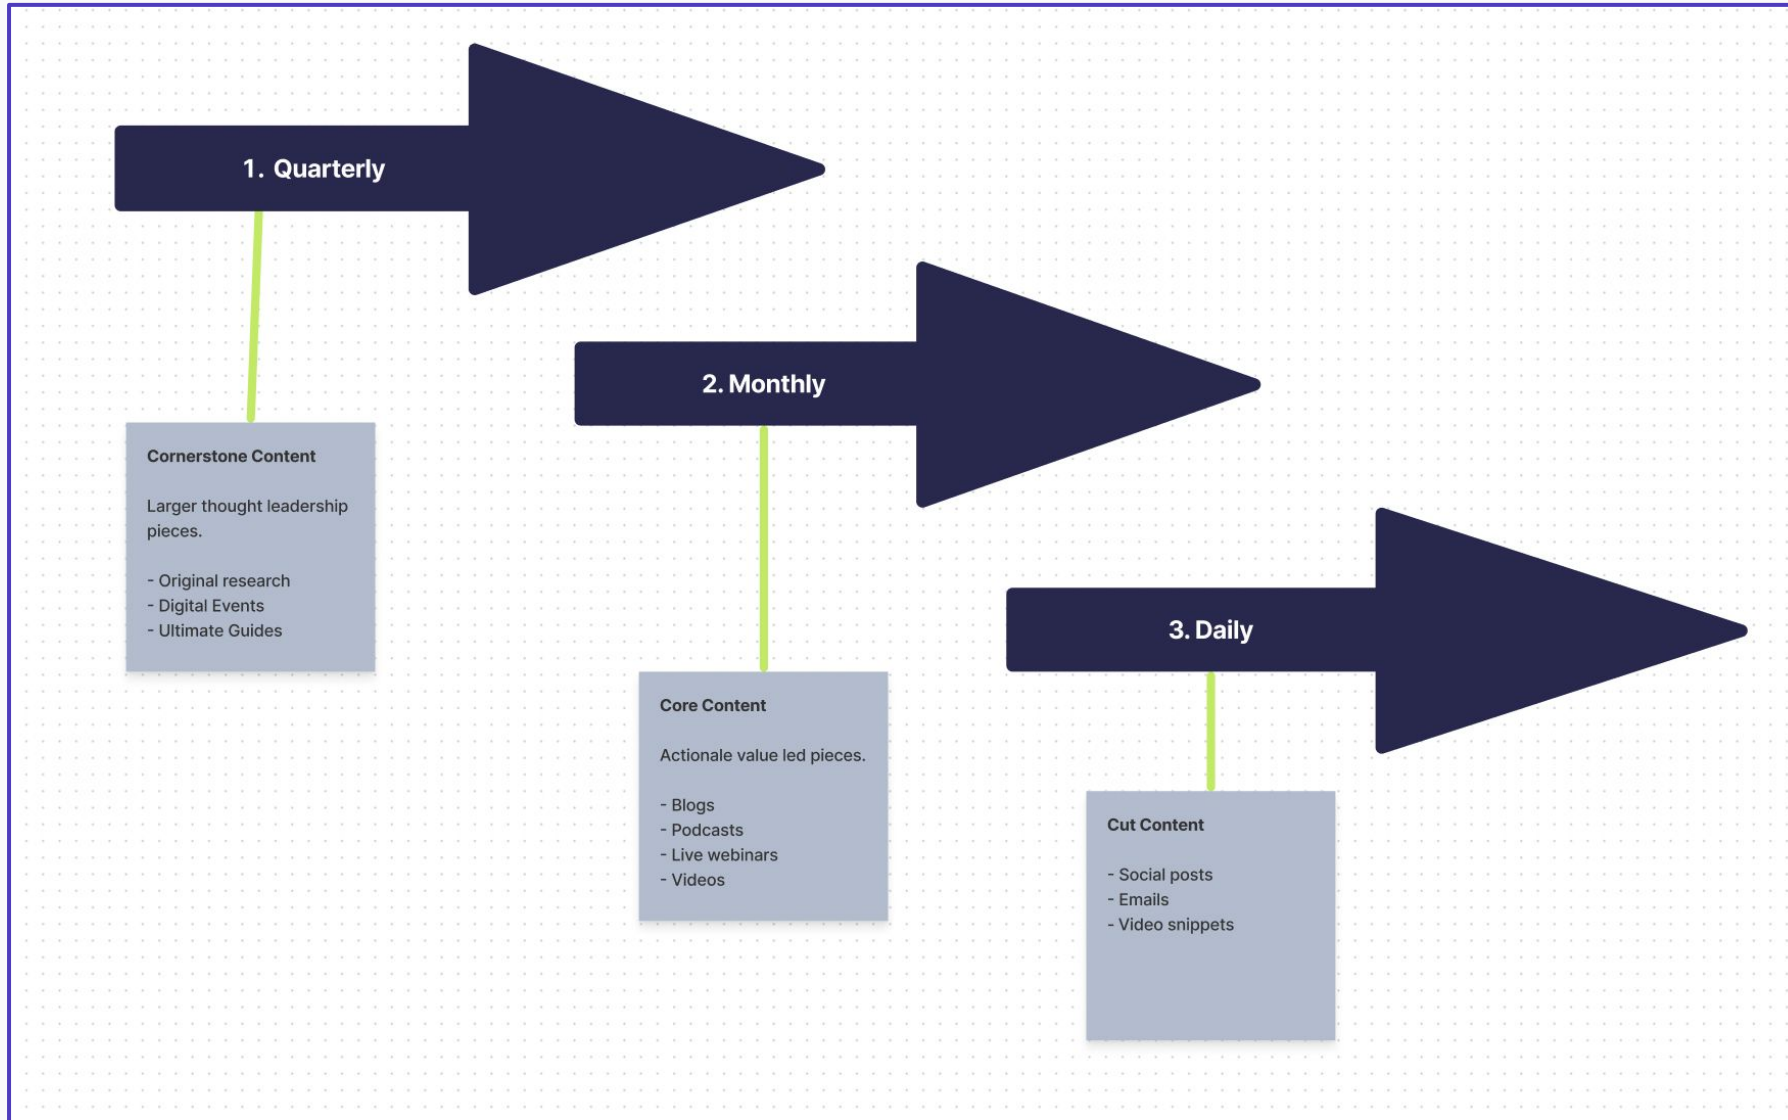 1. Quarterly
Cornerstone Content
Larger thought leadership
pieces.
- Original research
- Digital Events
- Ultimate Guides
2. Monthly
Core Content
Actionale value led pieces.
- Blogs
- Podcasts
- Live webinars
- Videos
3. Daily
Cut Content
- Social posts
- Emails
- Video snippets